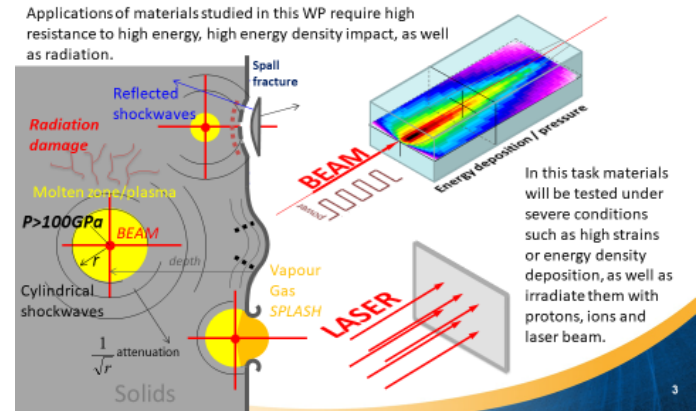 Applications of materials studied in this WP require high
resistance to high energy, high energy density impact, as well
as radiation.
Spall
fracture
Reflected
shockwaves
Radiation
damage
Molten zone/plasma
P>100GPa
BEAM
r
depth
Cylindrical
shockwaves
1
√r
attenuation
Vapour
Gas
SPLASH
Solids
BEAM
Power
Energy deposition / pressure
LASER
In this task materials
will be tested under
severe conditions
such as high strains
or energy density
deposition, as well as
irradiate them with
protons, ions and
laser beam.
3